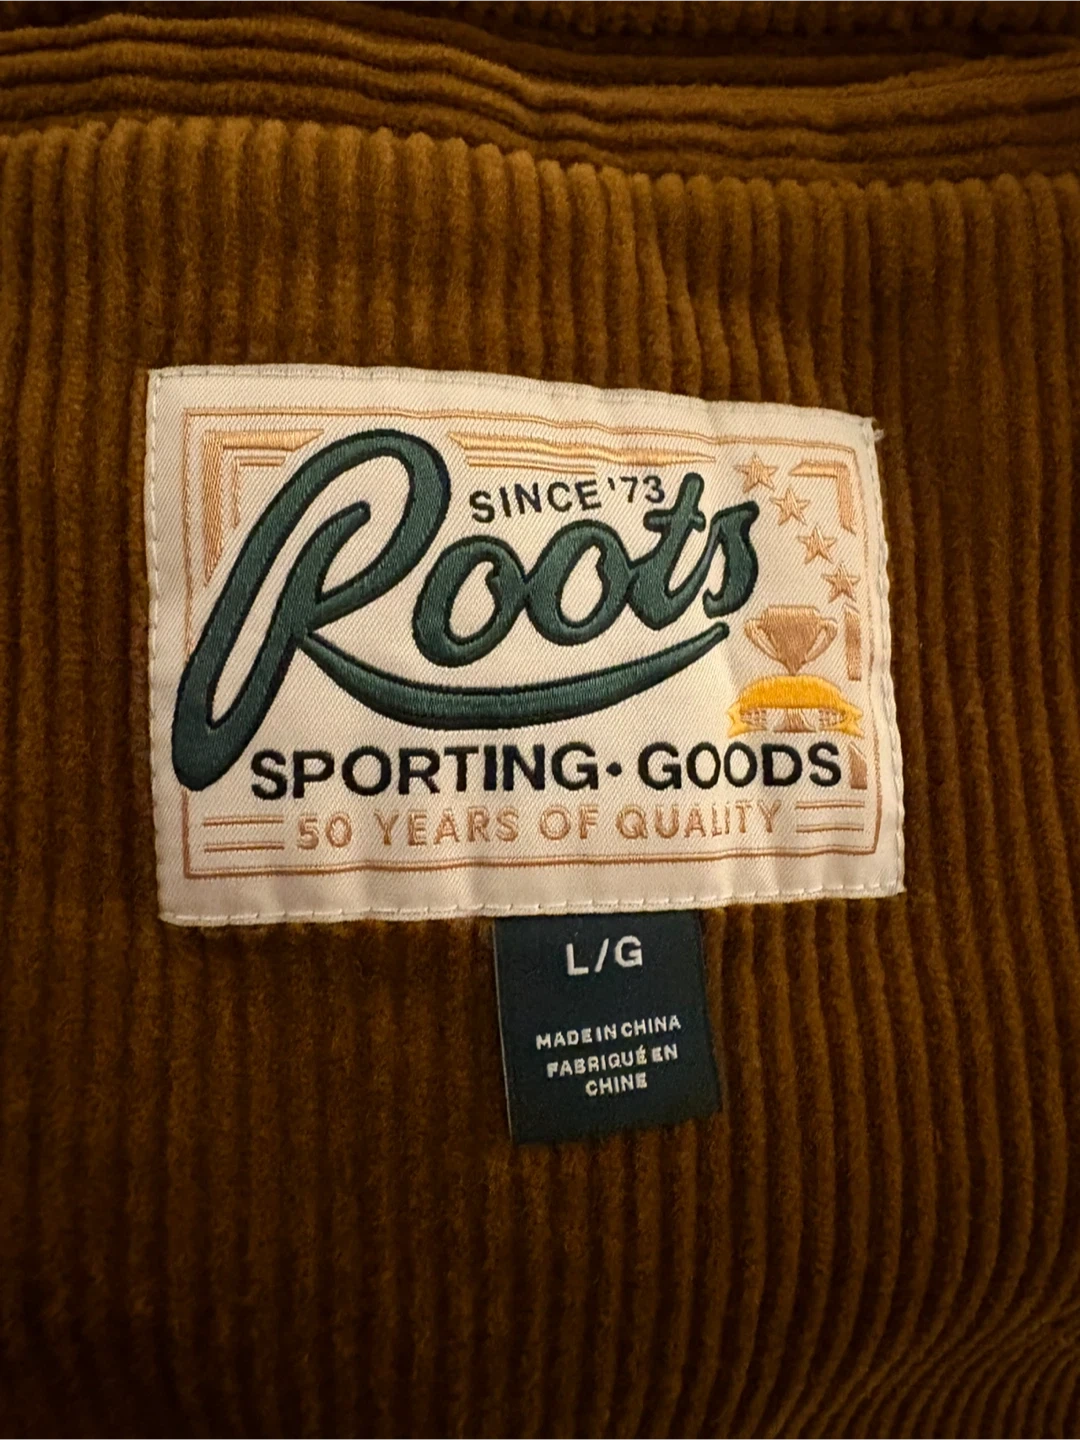 SINCE '73
Roots
SPORTING•GOODS
50 YEARS OF QUALITY
L/G
MADE IN CHINA
FABRIQUÉ EN
CHINE